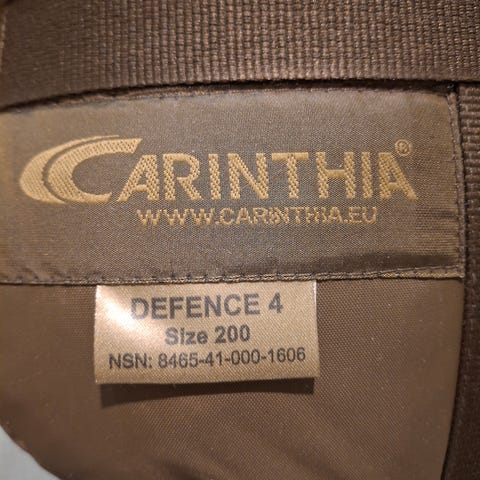 CARINTHIA®
WWW.CARINTHIA.EU
DEFENCE 4
Size 200
NSN: 8465-41-000-1606